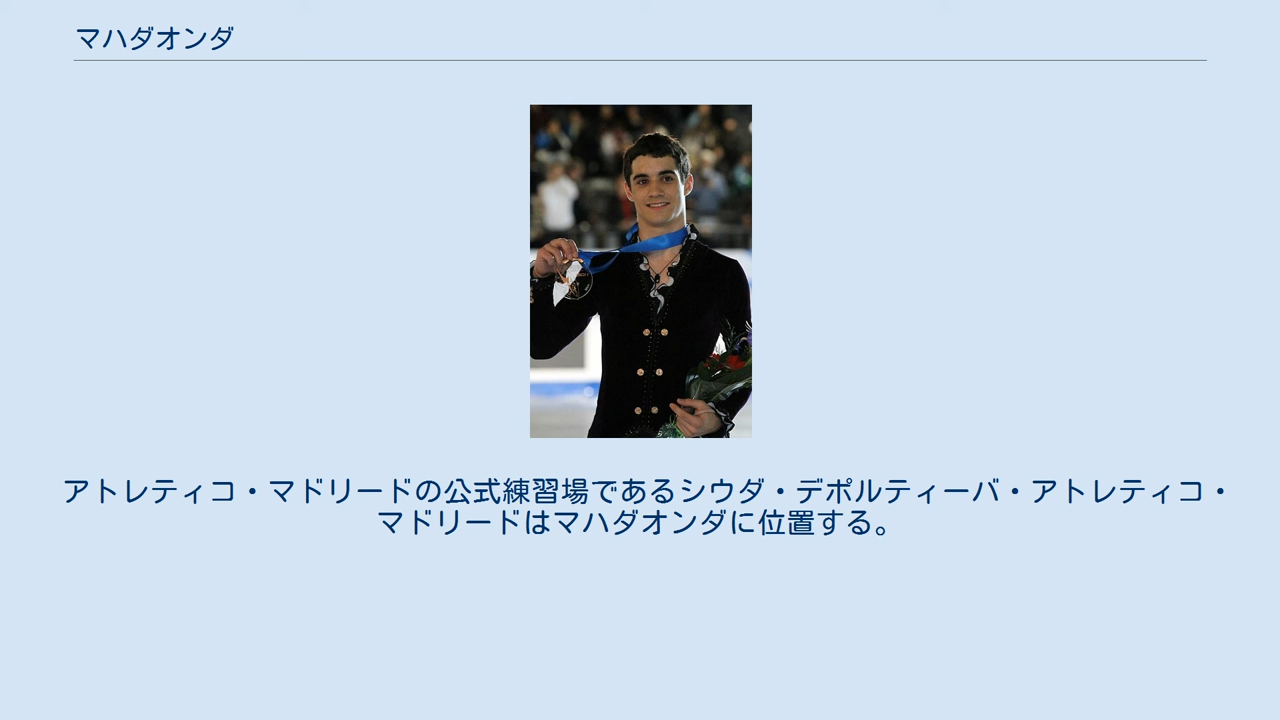 マハダオンダ
アトレティコ・マドリードの公式練習場であるシウダ・デポルティーバ・アトレティコ・
マドリードはマハダオンダに位置する。